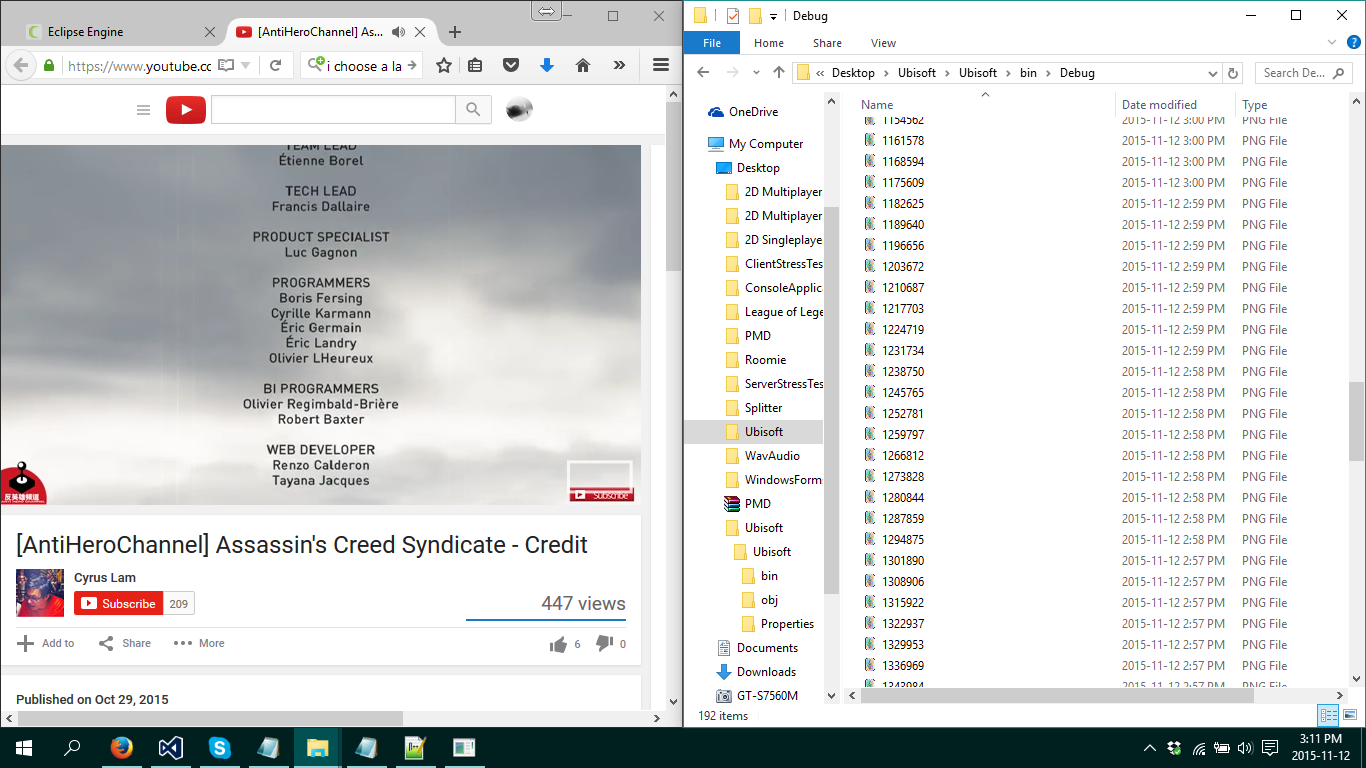 Eclipse Engine
[AntiHeroChannel] As...
https://www.youtube.co
i choose a la
TEAM LEAD
Étienne Borel
TECH LEAD
Francis Dallaire
PRODUCT SPECIALIST
Luc Gagnon
PROGRAMMERS
Boris Fersing
Cyrille Karmann
Éric Germain
Éric Landry
Olivier LHeureux
BI PROGRAMMERS
Olivier Regimbald-Brière
Robert Baxter
WEB DEVELOPER
Renzo Calderon
Tayana Jacques
反英雄頻道
Subscribe
[AntiHeroChannel] Assassin's Creed Syndicate - Credit
Cyrus Lam
Subscribe 209
447 views
Add to Share More 6 0
Published on Oct 29, 2015
Debug
File Home Share View
« Desktop Ubisoft Ubisoft bin Debug
Search De...
OneDrive
My Computer
Desktop
2D Multiplayer
2D Multiplayer
2D Singleplaye
ClientStressTes
ConsoleApplic
League of Lege
PMD
Roomie
ServerStressTes
Splitter
Ubisoft
WavAudio
WindowsForm
PMD
Ubisoft
Ubisoft
bin
obj
Properties
Documents
Downloads
GT-S7560M
Name Date modified Type
1154562 2015-11-12 3:00 PM PNG File
1161578 2015-11-12 3:00 PM PNG File
1168594 2015-11-12 3:00 PM PNG File
1175609 2015-11-12 3:00 PM PNG File
1182625 2015-11-12 2:59 PM PNG File
1189640 2015-11-12 2:59 PM PNG File
1196656 2015-11-12 2:59 PM PNG File
1203672 2015-11-12 2:59 PM PNG File
1210687 2015-11-12 2:59 PM PNG File
1217703 2015-11-12 2:59 PM PNG File
1224719 2015-11-12 2:59 PM PNG File
1231734 2015-11-12 2:59 PM PNG File
1238750 2015-11-12 2:58 PM PNG File
1245765 2015-11-12 2:58 PM PNG File
1252781 2015-11-12 2:58 PM PNG File
1259797 2015-11-12 2:58 PM PNG File
1266812 2015-11-12 2:58 PM PNG File
1273828 2015-11-12 2:58 PM PNG File
1280844 2015-11-12 2:58 PM PNG File
1287859 2015-11-12 2:58 PM PNG File
1294875 2015-11-12 2:58 PM PNG File
1301890 2015-11-12 2:57 PM PNG File
1308906 2015-11-12 2:57 PM PNG File
1315922 2015-11-12 2:57 PM PNG File
1322937 2015-11-12 2:57 PM PNG File
1329953 2015-11-12 2:57 PM PNG File
1336969 2015-11-12 2:57 PM PNG File
1343984 2015-11-12 2:57 PM PNG File
192 items
3:11 PM
2015-11-12